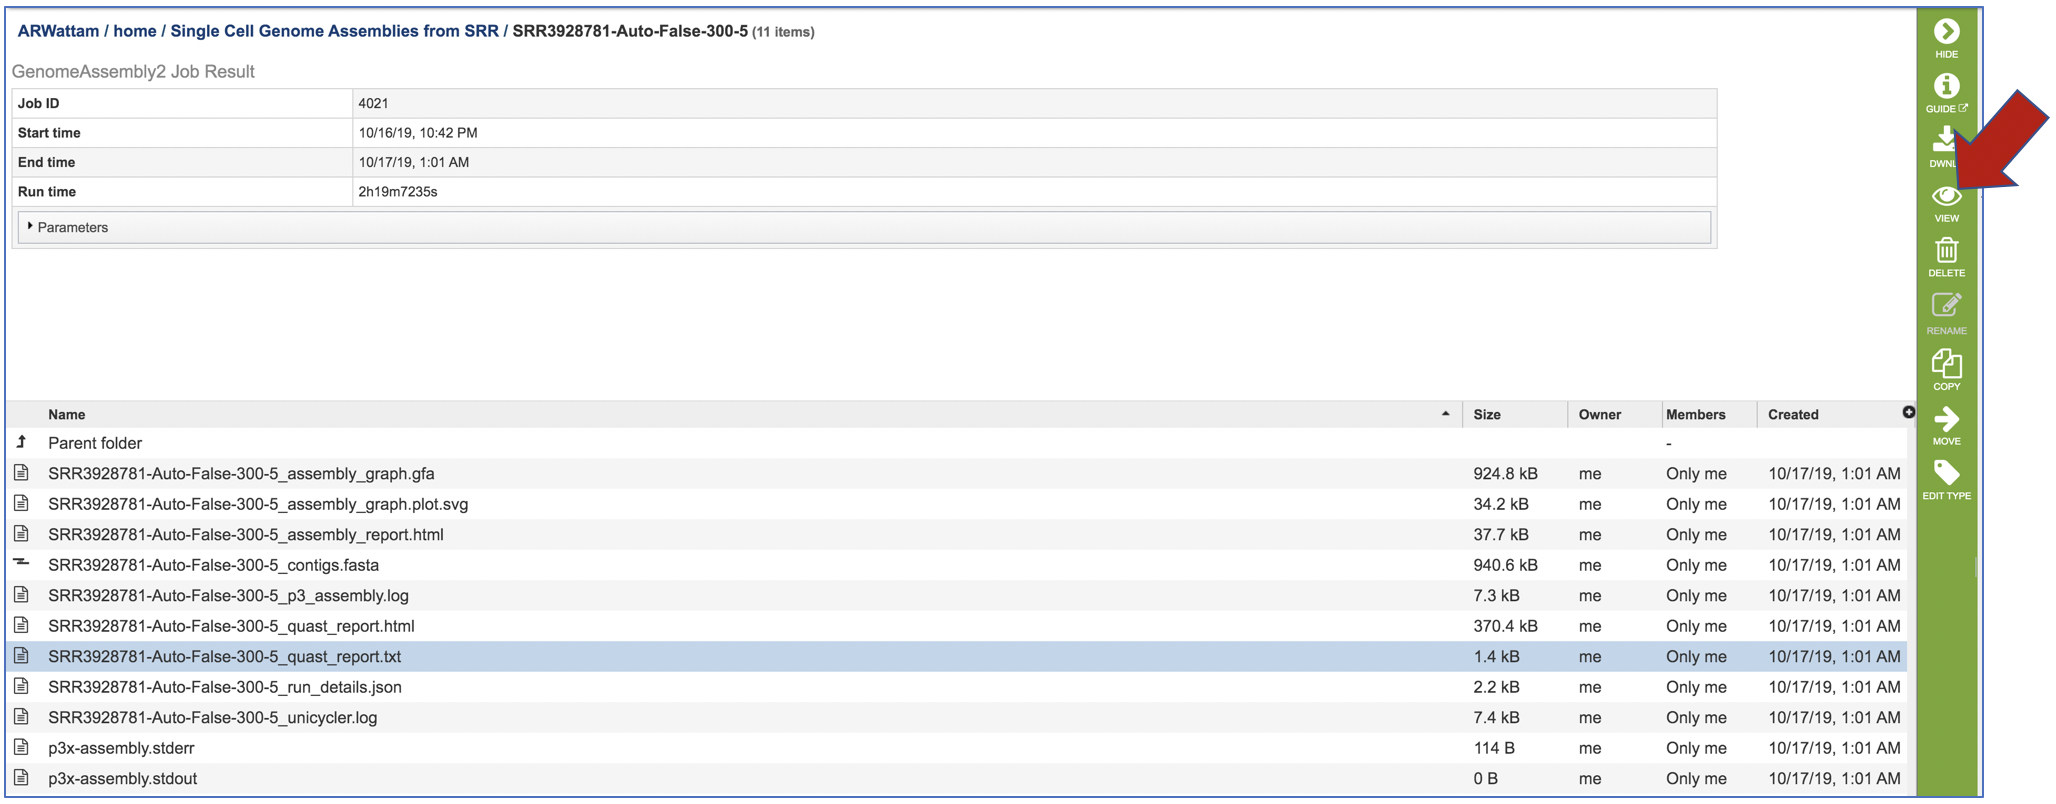 ARWattam / home / Single Cell Genome Assemblies from SRR / SRR3928781-Auto-False-300-5 (11 items)
GenomeAssembly2 Job Result
Job ID 4021
Start time 10/16/19, 10:42 PM
End time 10/17/19, 1:01 AM
Run time 2h19m7235s
Parameters
Name Size Owner Members Created
Parent folder -
SRR3928781-Auto-False-300-5_assembly_graph.gfa 924.8 kB me Only me 10/17/19, 1:01 AM
SRR3928781-Auto-False-300-5_assembly_graph.plot.svg 34.2 kB me Only me 10/17/19, 1:01 AM
SRR3928781-Auto-False-300-5_assembly_report.html 37.7 kB me Only me 10/17/19, 1:01 AM
SRR3928781-Auto-False-300-5_contigs.fasta 940.6 kB me Only me 10/17/19, 1:01 AM
SRR3928781-Auto-False-300-5_p3_assembly.log 7.3 kB me Only me 10/17/19, 1:01 AM
SRR3928781-Auto-False-300-5_quast_report.html 370.4 kB me Only me 10/17/19, 1:01 AM
SRR3928781-Auto-False-300-5_quast_report.txt 1.4 kB me Only me 10/17/19, 1:01 AM
SRR3928781-Auto-False-300-5_run_details.json 2.2 kB me Only me 10/17/19, 1:01 AM
SRR3928781-Auto-False-300-5_unicycler.log 7.4 kB me Only me 10/17/19, 1:01 AM
p3x-assembly.stderr 114 B me Only me 10/17/19, 1:01 AM
p3x-assembly.stdout 0 B me Only me 10/17/19, 1:01 AM
HIDE
GUIDE
VIEW
DELETE
RENAME
COPY
MOVE
EDIT TYPE